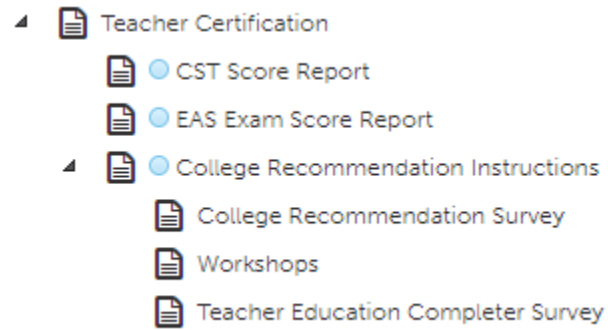 Teacher Certification
CST Score Report
EAS Exam Score Report
College Recommendation Instructions
College Recommendation Survey
Workshops
Teacher Education Completer Survey